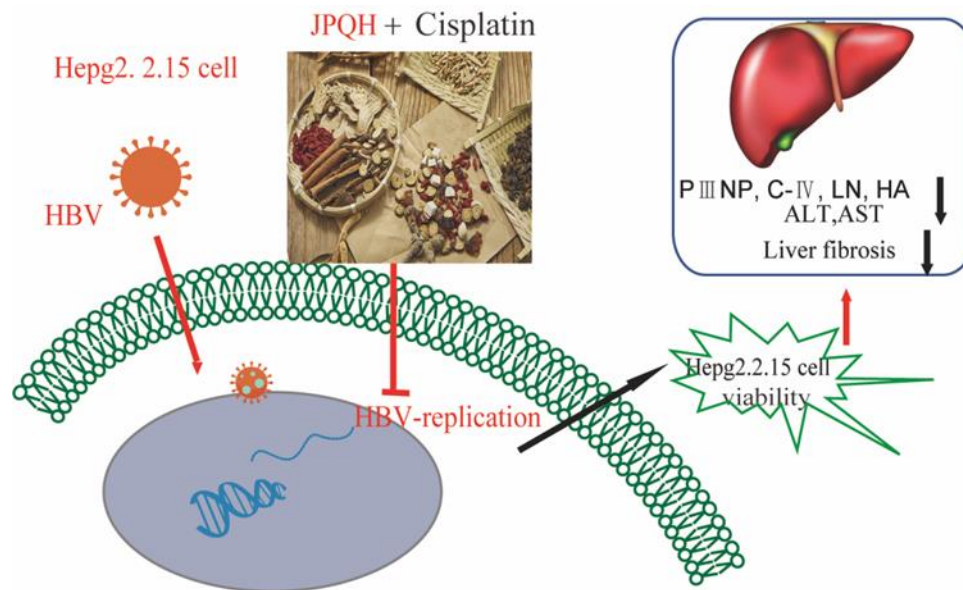 JPQH + Cisplatin
Hepg2. 2.15 cell
HBV
HBV-replication
Hepg2.2.15 cell
viability
PⅢNP, C-Ⅳ, LN, HA
ALT,AST
Liver fibrosis